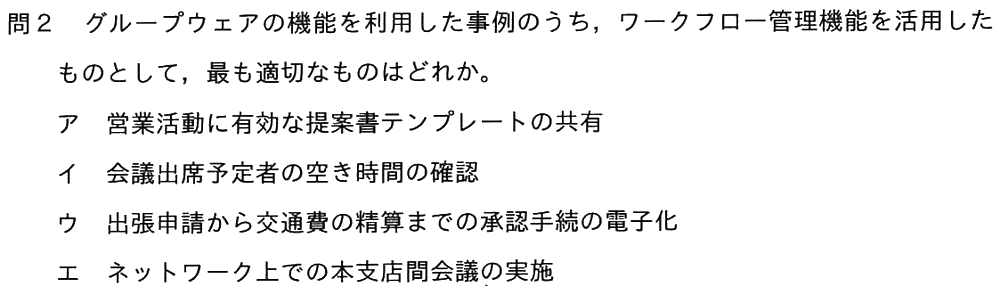 問２　グループウェアの機能を利用した事例のうち，ワークフロー管理機能を活用した
ものとして，最も適切なものはどれか。
ア　営業活動に有効な提案書テンプレートの共有
イ　会議出席予定者の空き時間の確認
ウ　出張申請から交通費の精算までの承認手続の電子化
エ　ネットワーク上での本支店間会議の実施